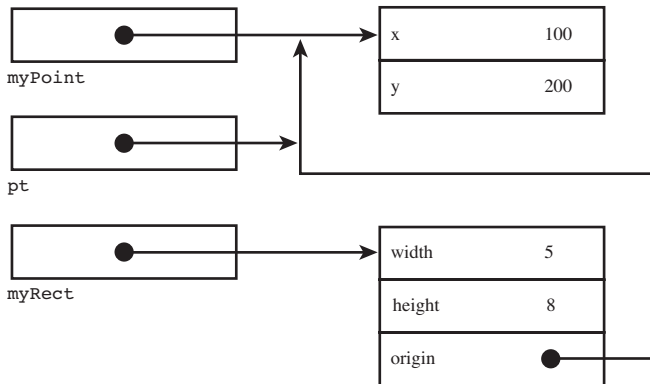 x 100
myPoint
y 200
pt
width 5
myRect
height 8
origin